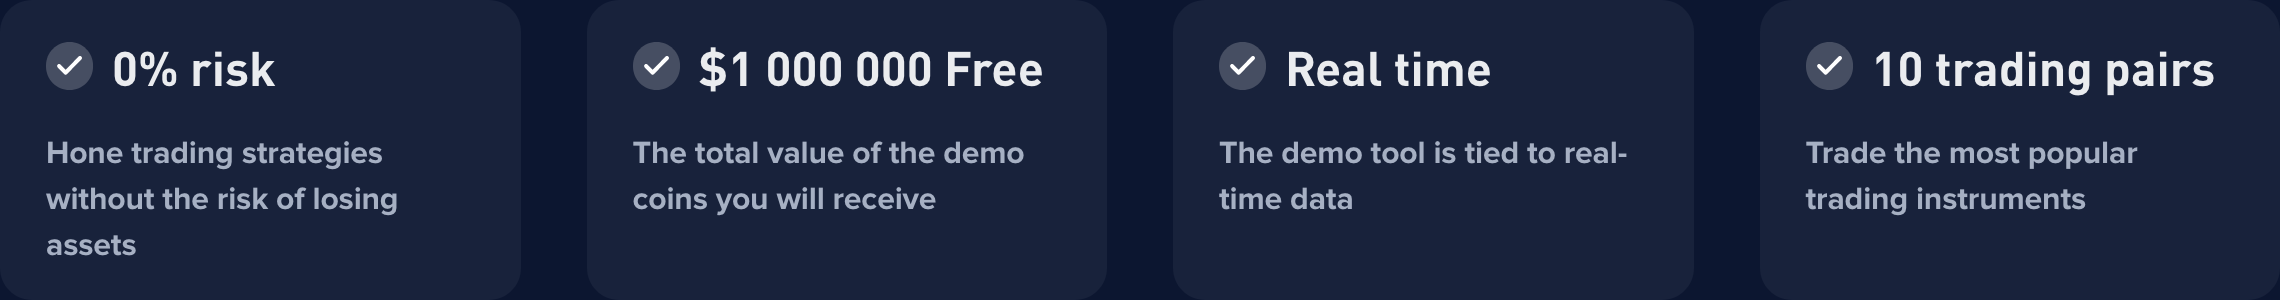 0% risk
Hone trading strategies
without the risk of losing
assets
$1 000 000 Free
The total value of the demo
coins you will receive
Real time
The demo tool is tied to real-
time data
10 trading pairs
Trade the most popular
trading instruments